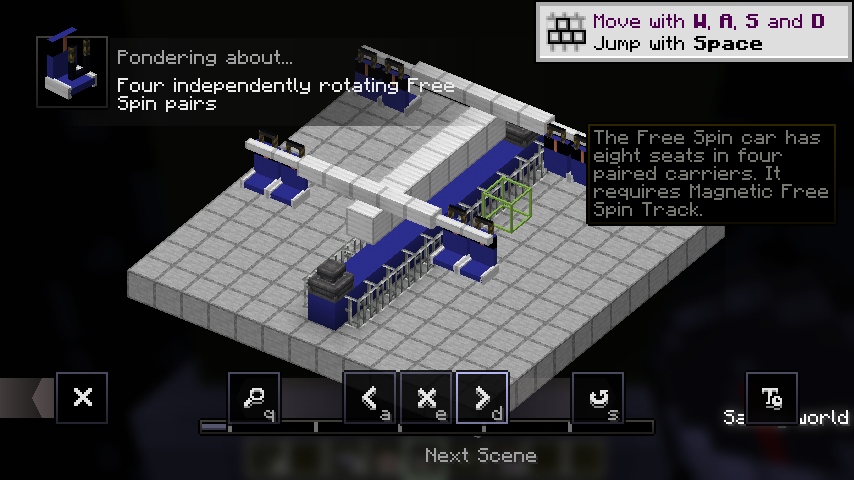 Move with W, A, S and D
Jump with Space
Pondering about...
Four independently rotating Free
Spin pairs
The Free Spin car has
eight seats in four
paired carriers. It
requires Magnetic Free
Spin Track.
q
a
e
d
s
world
Next Scene